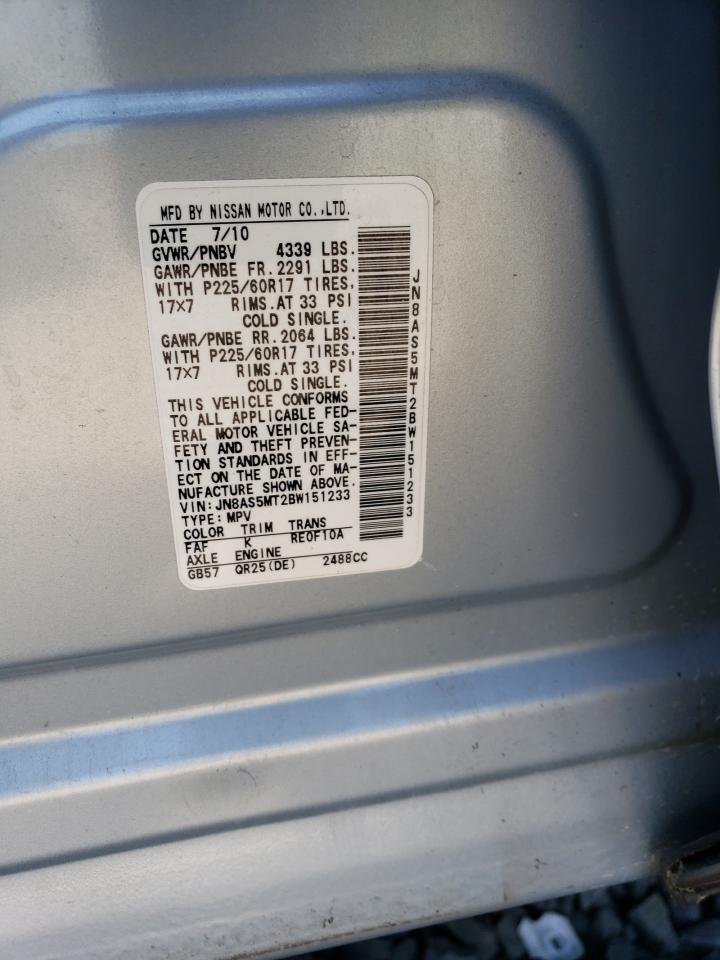 MFD BY NISSAN MOTOR CO.,LTD.
DATE 7/10
GVWR/PNBV 4339 LBS.
GAWR/PNBE FR.2291 LBS.
WITH P225/60R17 TIRES,
17X7 RIMS.AT 33 PSI
COLD SINGLE.
GAWR/PNBE RR.2064 LBS.
WITH P225/60R17 TIRES,
17X7 RIMS.AT 33 PSI
COLD SINGLE.
THIS VEHICLE CONFORMS
TO ALL APPLICABLE FED-
ERAL MOTOR VEHICLE SA-
FETY AND THEFT PREVEN-
TION STANDARDS IN EFF-
ECT ON THE DATE OF MA-
NUFACTURE SHOWN ABOVE.
VIN:JN8AS5MT2BW151233
TYPE:MPV
COLOR TRIM TRANS
FAF K RE0F10A
AXLE ENGINE
GB57 QR25(DE) 2488CC
JN8AS5MT2BW151233